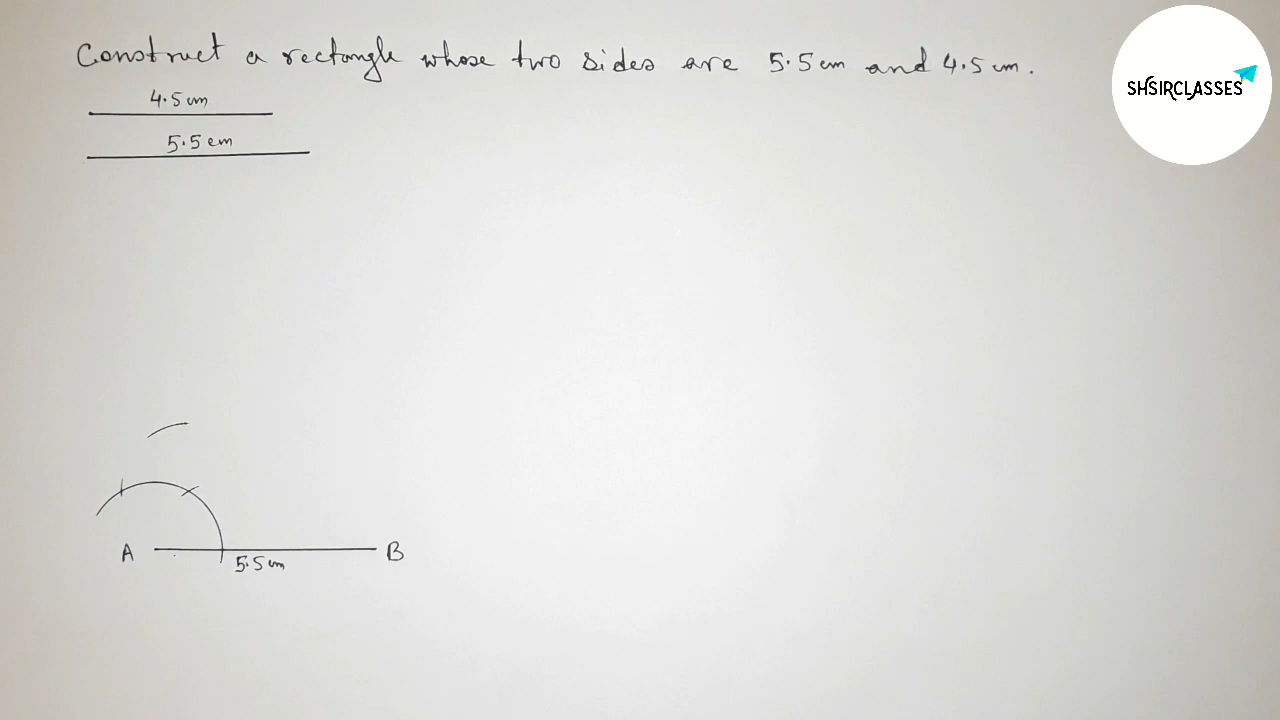 Construct a rectangle whose two sides are 5.5 cm and 4.5 cm.
SHSIRCLASSES
4.5 cm
5.5 cm
A B
5.5 cm